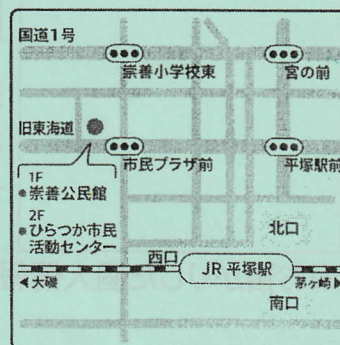 国道1号
崇善小学校東
宮の前
旧東海道
市民プラザ前
平塚駅前
1F
●崇善公民館
2F
●ひらつか市民
活動センター
北口
西口
JR 平塚駅
◀大磯
茅ヶ崎▶
南口